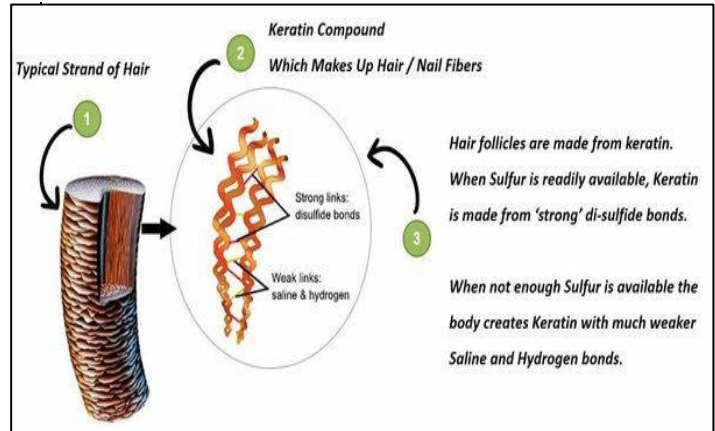 Typical Strand of Hair
1
2
Keratin Compound
Which Makes Up Hair / Nail Fibers
Strong links:
disulfide bonds
Weak links:
saline & hydrogen
3
Hair follicles are made from keratin.
When Sulfur is readily available, Keratin
is made from ‘strong’ di-sulfide bonds.
When not enough Sulfur is available the
body creates Keratin with much weaker
Saline and Hydrogen bonds.